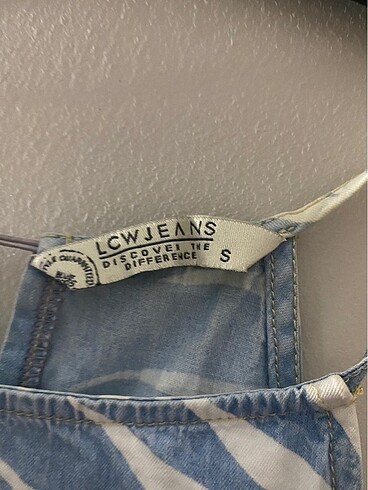 LCWJEANS
DISCOVER THE
DIFFERENCE
S